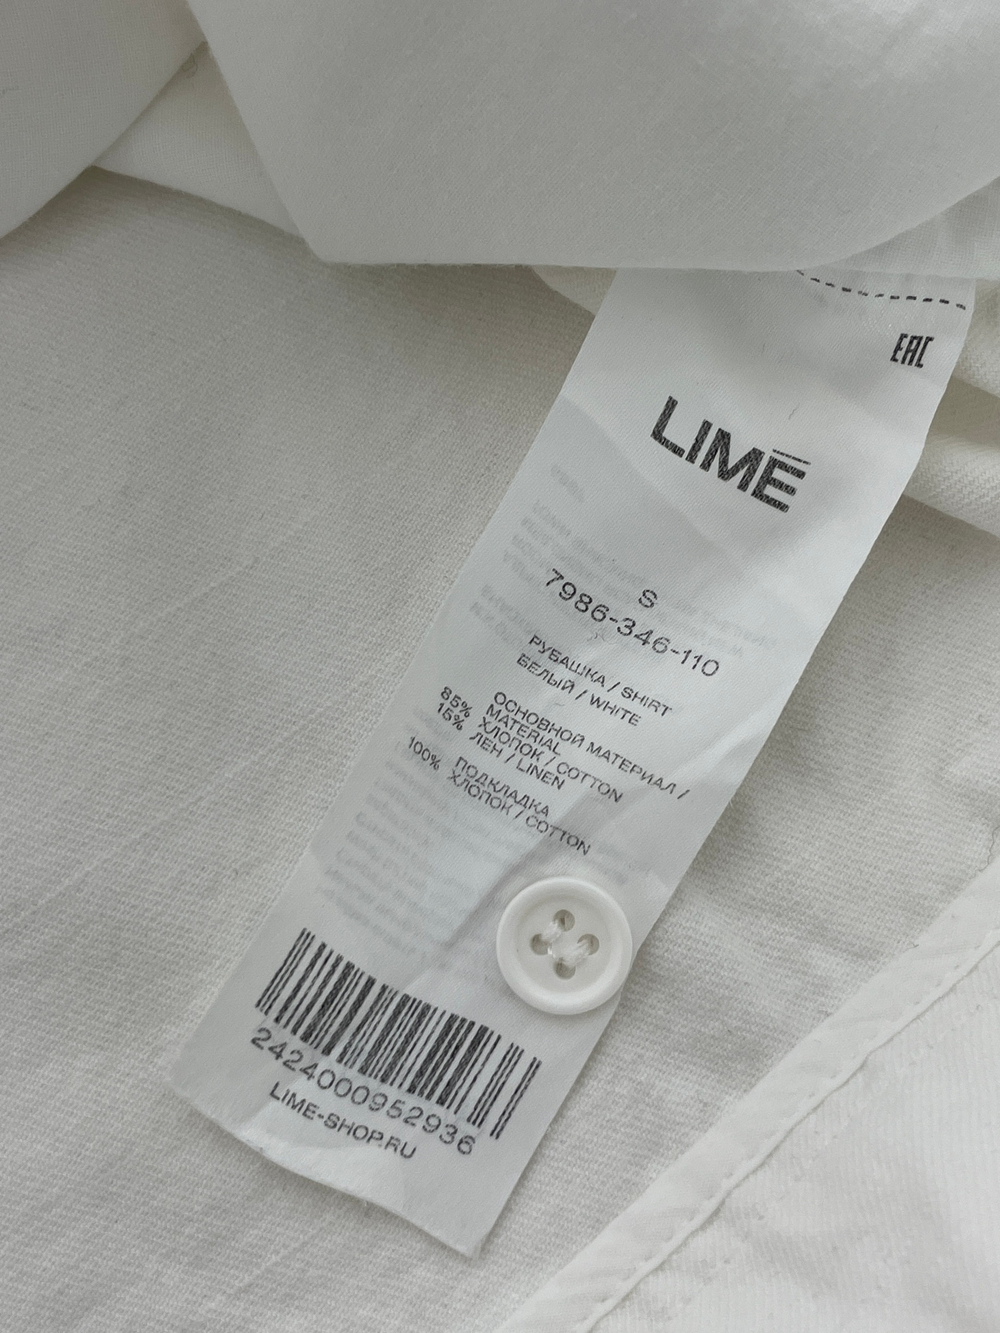 EAC
LIMĒ
S
7986-346-110
РУБАШКА / SHIRT
БЕЛЫЙ / WHITE
ОСНОВНОЙ МАТЕРИАЛ /
MATERIAL
85% ХЛОПОК / COTTON
15% ЛЕН / LINEN
ПОДКЛАДКА
100% ХЛОПОК / COTTON
2424000952936
LIME-SHOP.RU